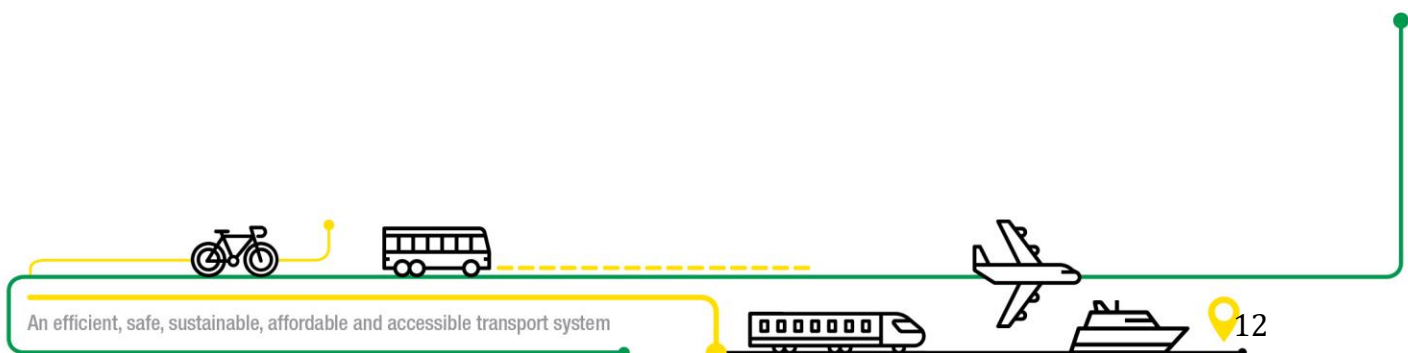 An efficient, safe, sustainable, affordable and accessible transport system
12